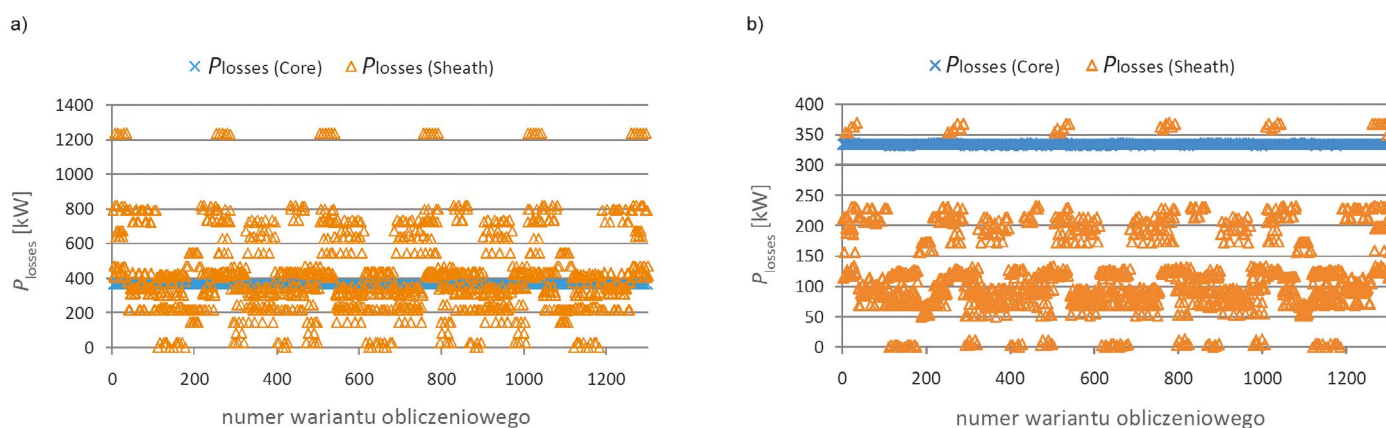 a)
× Plosses (Core) △ Plosses (Sheath)
1400
1200
1000
800
600
400
200
0
Plosses [kW]
0 200 400 600 800 1000 1200
numer wariantu obliczeniowego
b)
× Plosses (Core) △ Plosses (Sheath)
400
350
300
250
200
150
100
50
0
Plosses [kW]
0 200 400 600 800 1000 1200
numer wariantu obliczeniowego